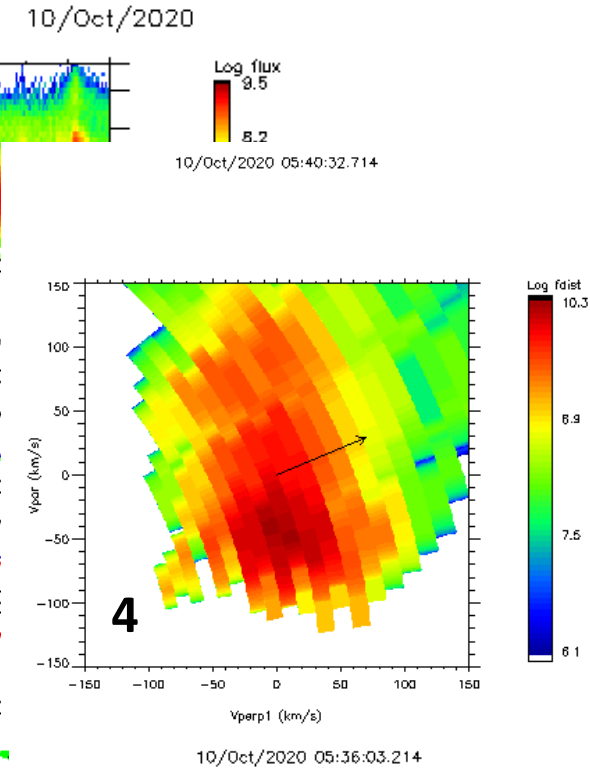 10/Oct/2020
Log flux
9.5
8.2
10/Oct/2020 05:40:32.714
Log fdist
10.3
8.9
7.5
6.1
150
100
50
0
-50
-100
-150
Vpar (km/s)
4
-150 -100 -50 0 50 100 150
Vperp1 (km/s)
10/Oct/2020 05:36:03.214